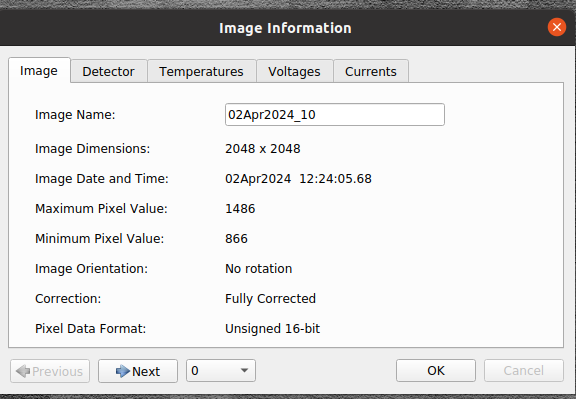 Image Information
Image Detector Temperatures Voltages Currents
Image Name: 02Apr2024_10
Image Dimensions: 2048 x 2048
Image Date and Time: 02Apr2024  12:24:05.68
Maximum Pixel Value: 1486
Minimum Pixel Value: 866
Image Orientation: No rotation
Correction: Fully Corrected
Pixel Data Format: Unsigned 16-bit
Previous Next 0 OK Cancel